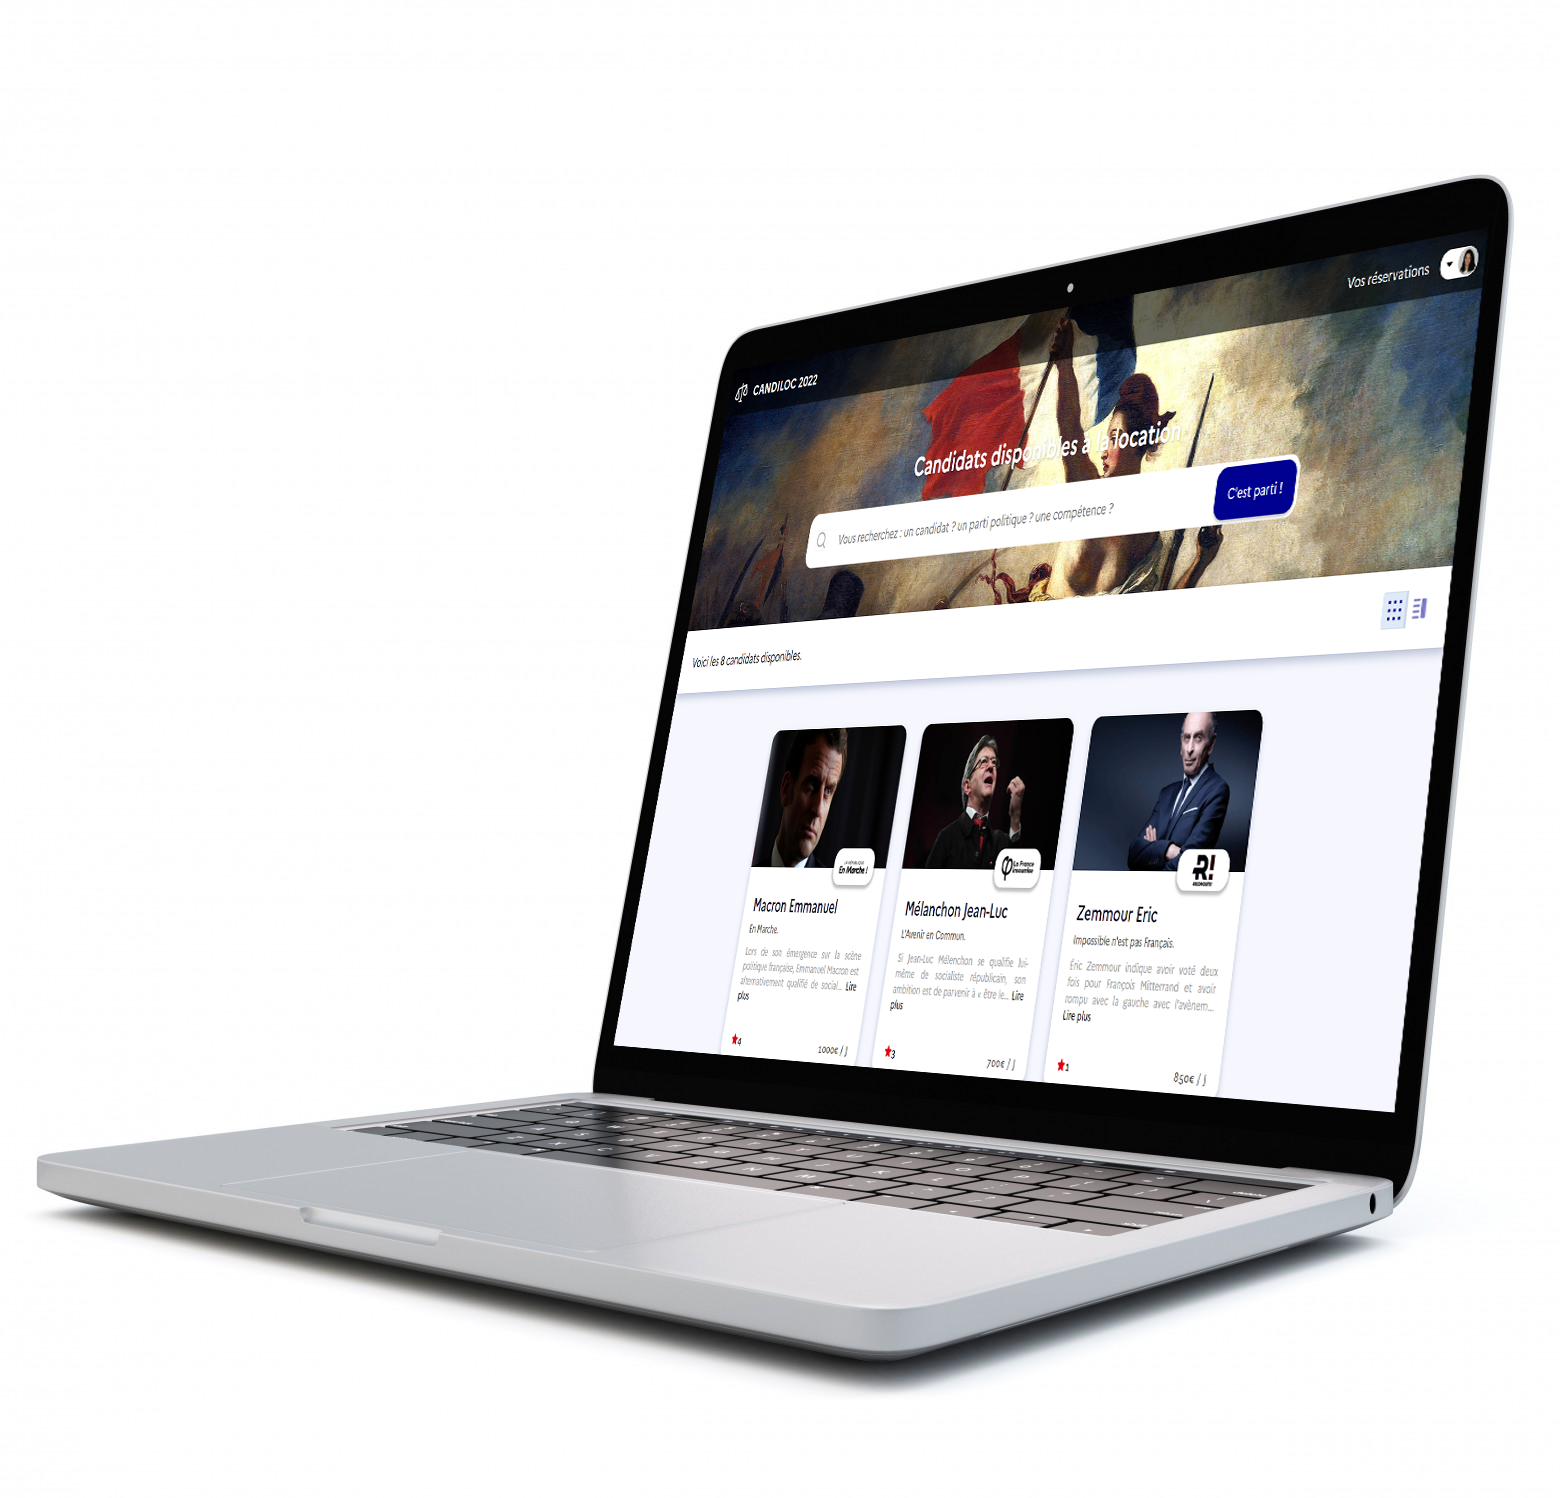 Vos réservations
CANDILOC 2022
Candidats disponibles à la location
Vous recherchez : un candidat ? un parti politique ? une compétence ?
C'est parti !
Voici les 8 candidats disponibles.
LA RÉPUBLIQUE
En Marche !
Macron Emmanuel
En Marche.
Lors de son émergence sur la scène
politique française, Emmanuel Macron est
alternativement qualifié de social... Lire
plus
4
1000€ / J
La France
insoumise
Mélanchon Jean-Luc
L'Avenir en Commun.
Si Jean-Luc Mélenchon se qualifie lui-
même de socialiste républicain, son
ambition est de parvenir à « être le... Lire
plus
3
700€ / J
R!
RECONQUÊTE!
Zemmour Eric
Impossible n'est pas Français.
Éric Zemmour indique avoir voté deux
fois pour François Mitterrand et avoir
rompu avec la gauche avec l'avènem...
Lire plus
1
850€ / J